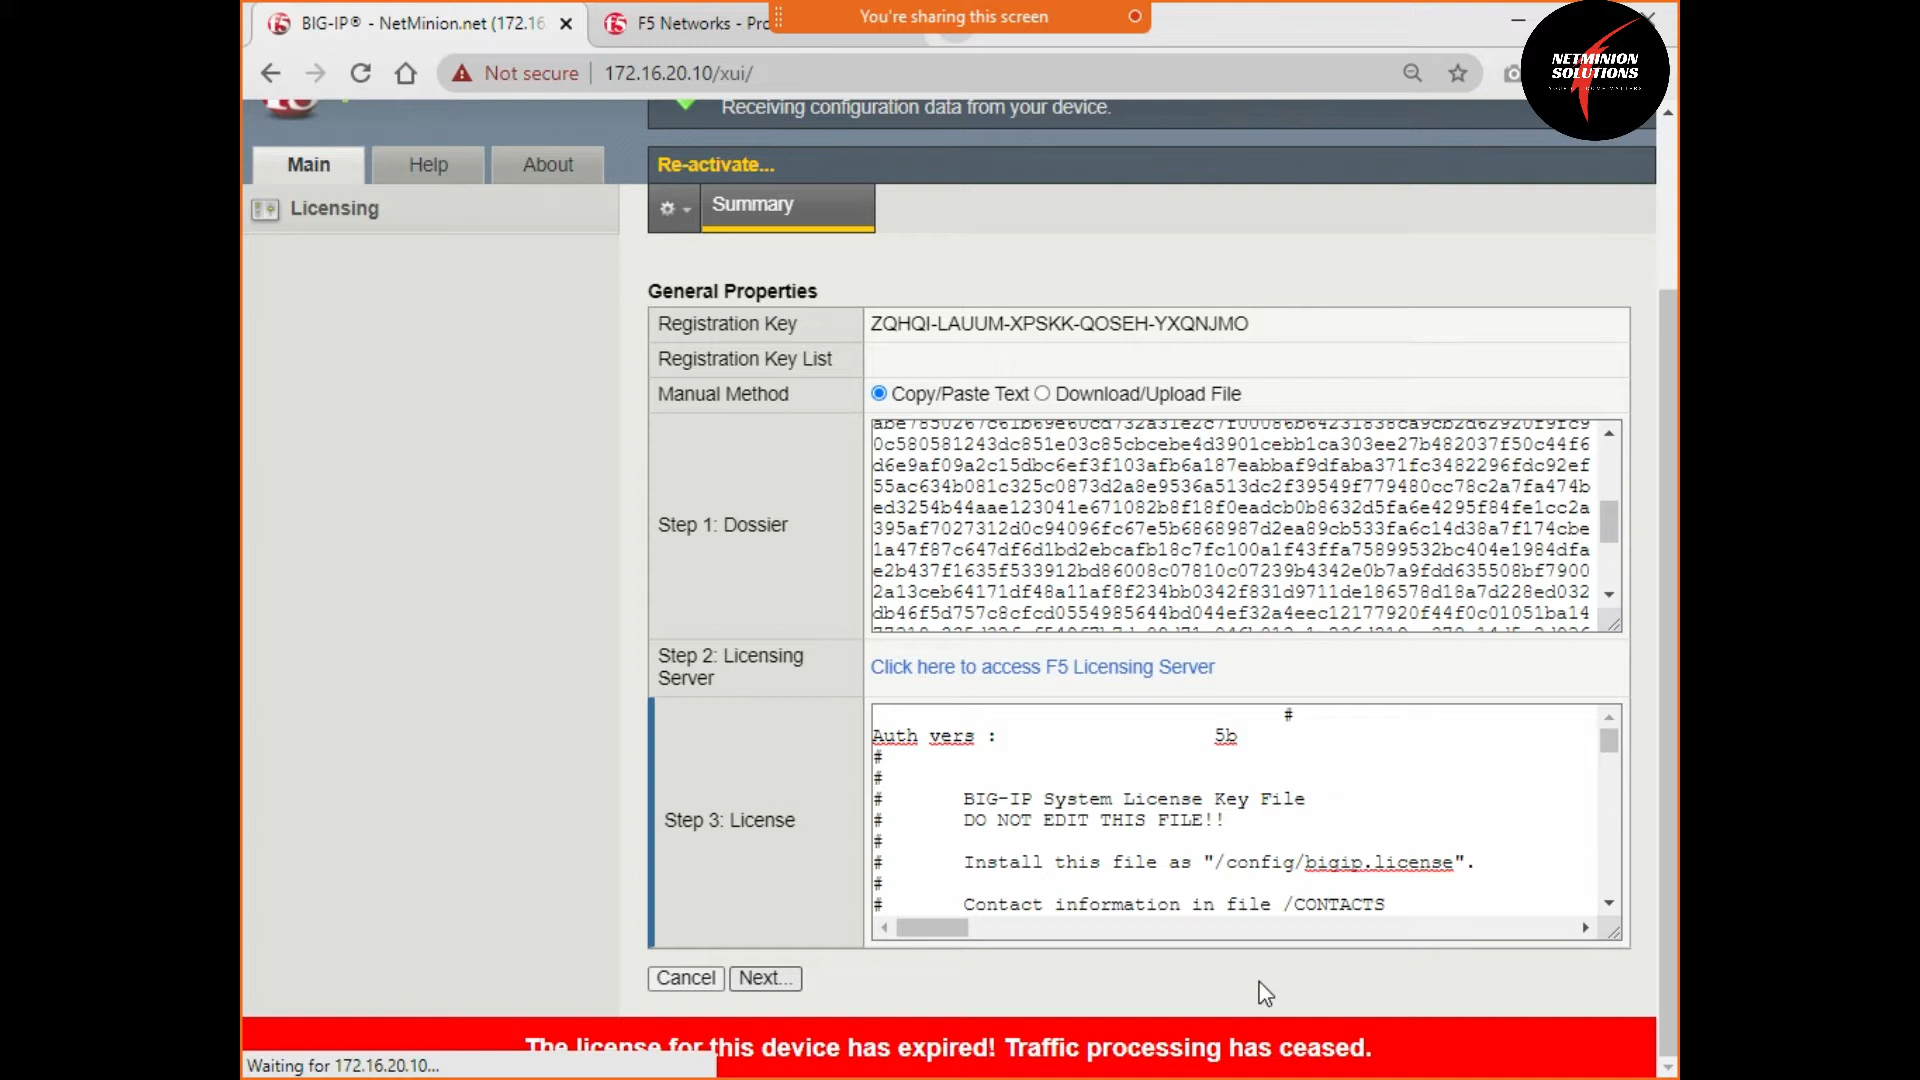 BIG-IP® - NetMinion.net (172.16
F5 Networks - Pro
You're sharing this screen
NETMINION
SOLUTIONS
Not secure
172.16.20.10/xui/
Receiving configuration data from your device.
Main
Help
About
Re-activate...
Licensing
Summary
General Properties
Registration Key
ZQHQI-LAUUM-XPSKK-QOSEH-YXQNJMO
Registration Key List
Manual Method
Copy/Paste Text
Download/Upload File
Step 1: Dossier
abe7850267c61b69e60cd732a31e2c7f00086b64231838ca9cb2d62920f9fc9
0c580581243dc851e03c85cbcebe4d3901cebb1ca303ee27b482037f50c44f6
d6e9af09a2c15dbc6ef3f103afb6a187eabbaf9dfaba371fc3482296fdc92ef
55ac634b081c325c0873d2a8e9536a513dc2f39549f779480cc78c2a7fa474b
ed3254b44aae123041e671082b8f18f0eadcb0b8632d5fa6e4295f84fe1cc2a
395af7027312d0c94096fc67e5b6868987d2ea89cb533fa6c14d38a7f174cbe
1a47f87c647df6d1bd2ebcafb18c7fc100a1f43ffa75899532bc404e1984dfa
e2b437f1635f533912bd86008c07810c07239b4342e0b7a9fdd635508bf7900
2a13ceb64171df48a11af8f234bb0342f831d9711de186578d18a7d228ed032
db46f5d757c8cfcd0554985644bd044ef32a4eec12177920f44f0c01051ba14
Step 2: Licensing
Server
Click here to access F5 Licensing Server
Step 3: License
#
Auth vers : 5b
#
#
# BIG-IP System License Key File
# DO NOT EDIT THIS FILE!!
#
# Install this file as "/config/bigip.license".
#
# Contact information in file /CONTACTS
Cancel
Next...
The license for this device has expired! Traffic processing has ceased.
Waiting for 172.16.20.10...